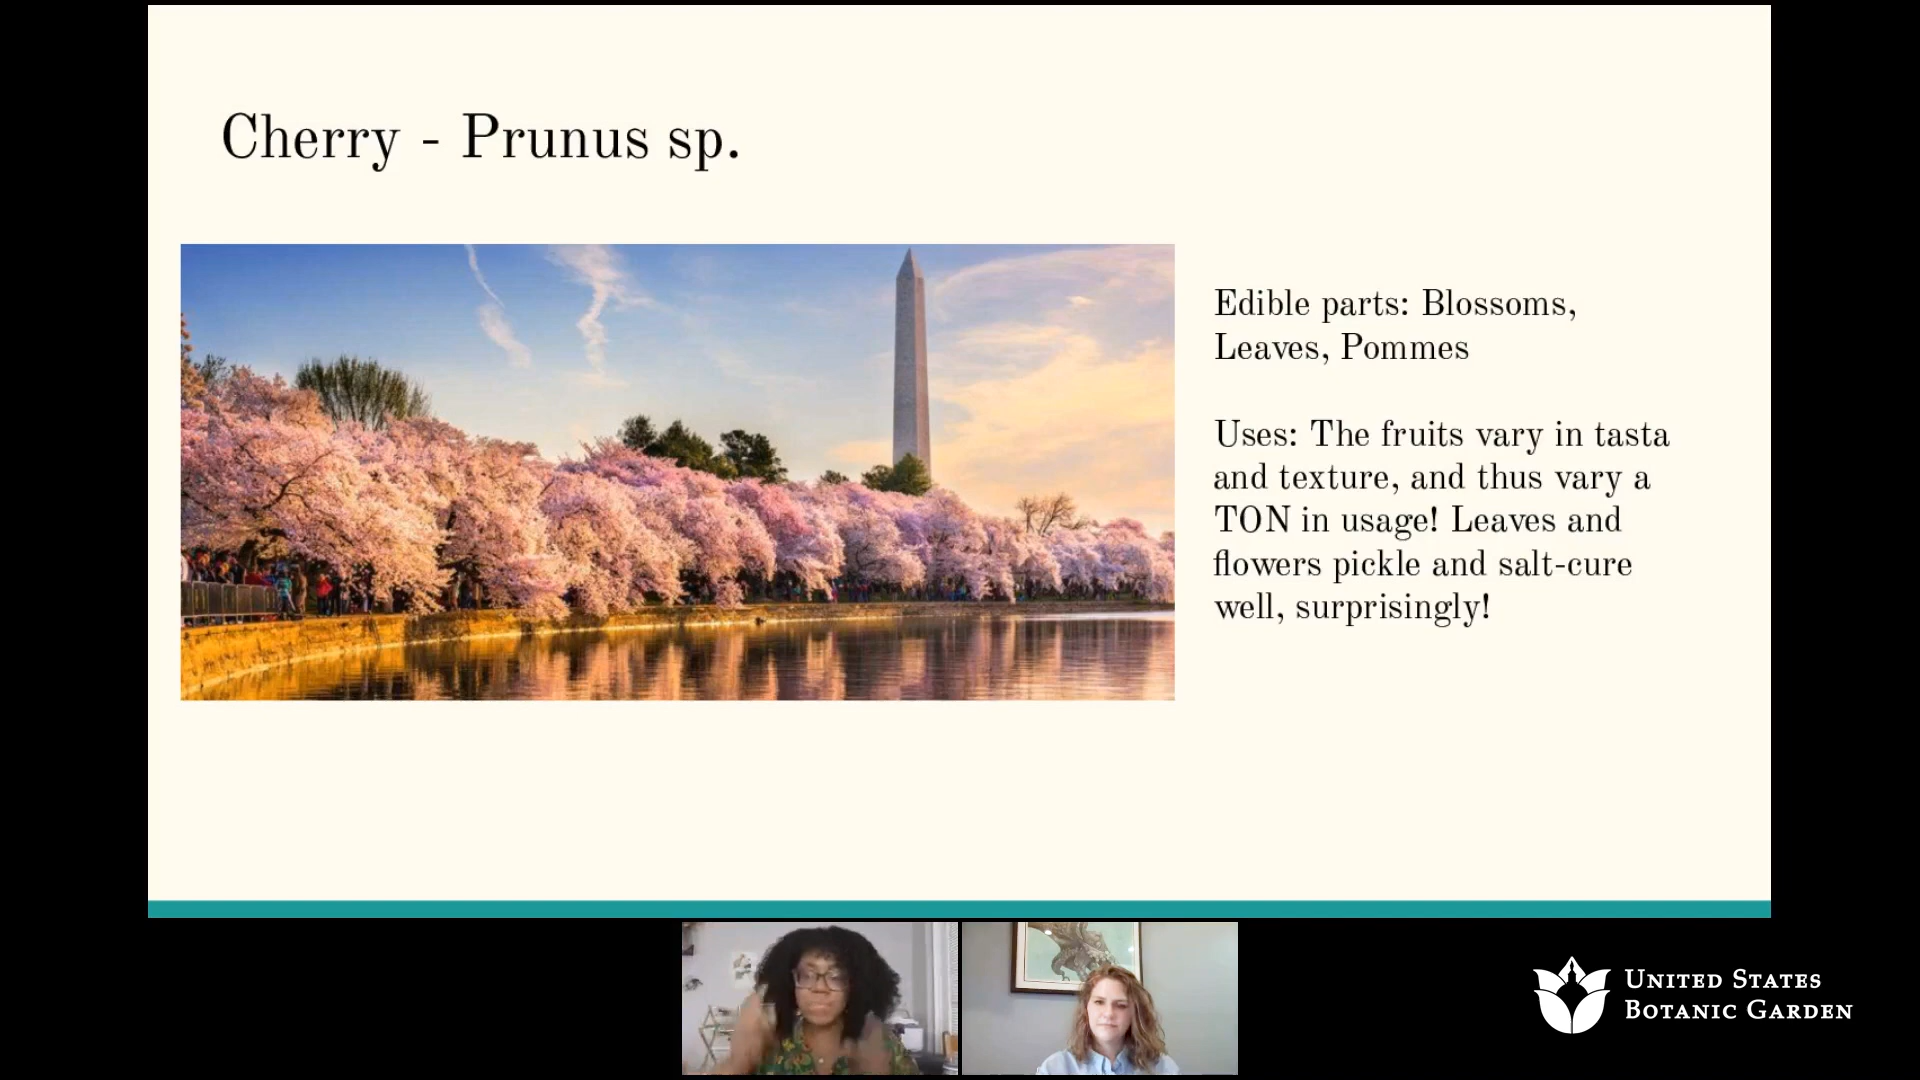 Cherry - Prunus sp.
Edible parts: Blossoms,
Leaves, Pommes
Uses: The fruits vary in tasta
and texture, and thus vary a
TON in usage! Leaves and
flowers pickle and salt-cure
well, surprisingly!
United States
Botanic Garden